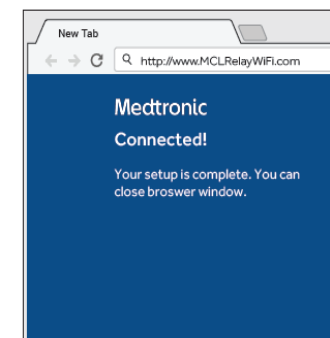 New Tab
http://www.MCLRelayWiFi.com
Medtronic
Connected!
Your setup is complete. You can
close broswer window.